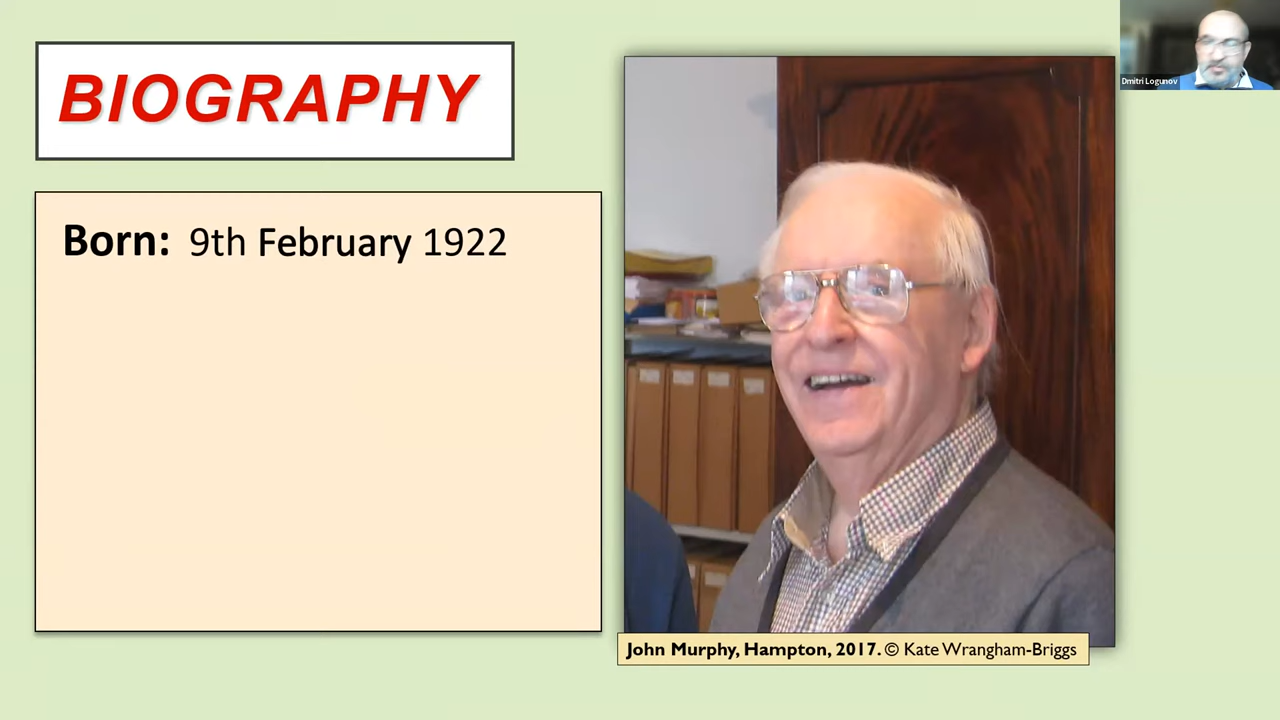 BIOGRAPHY
Born: 9th February 1922
Dmitri Logunov
John Murphy, Hampton, 2017. © Kate Wrangham-Briggs